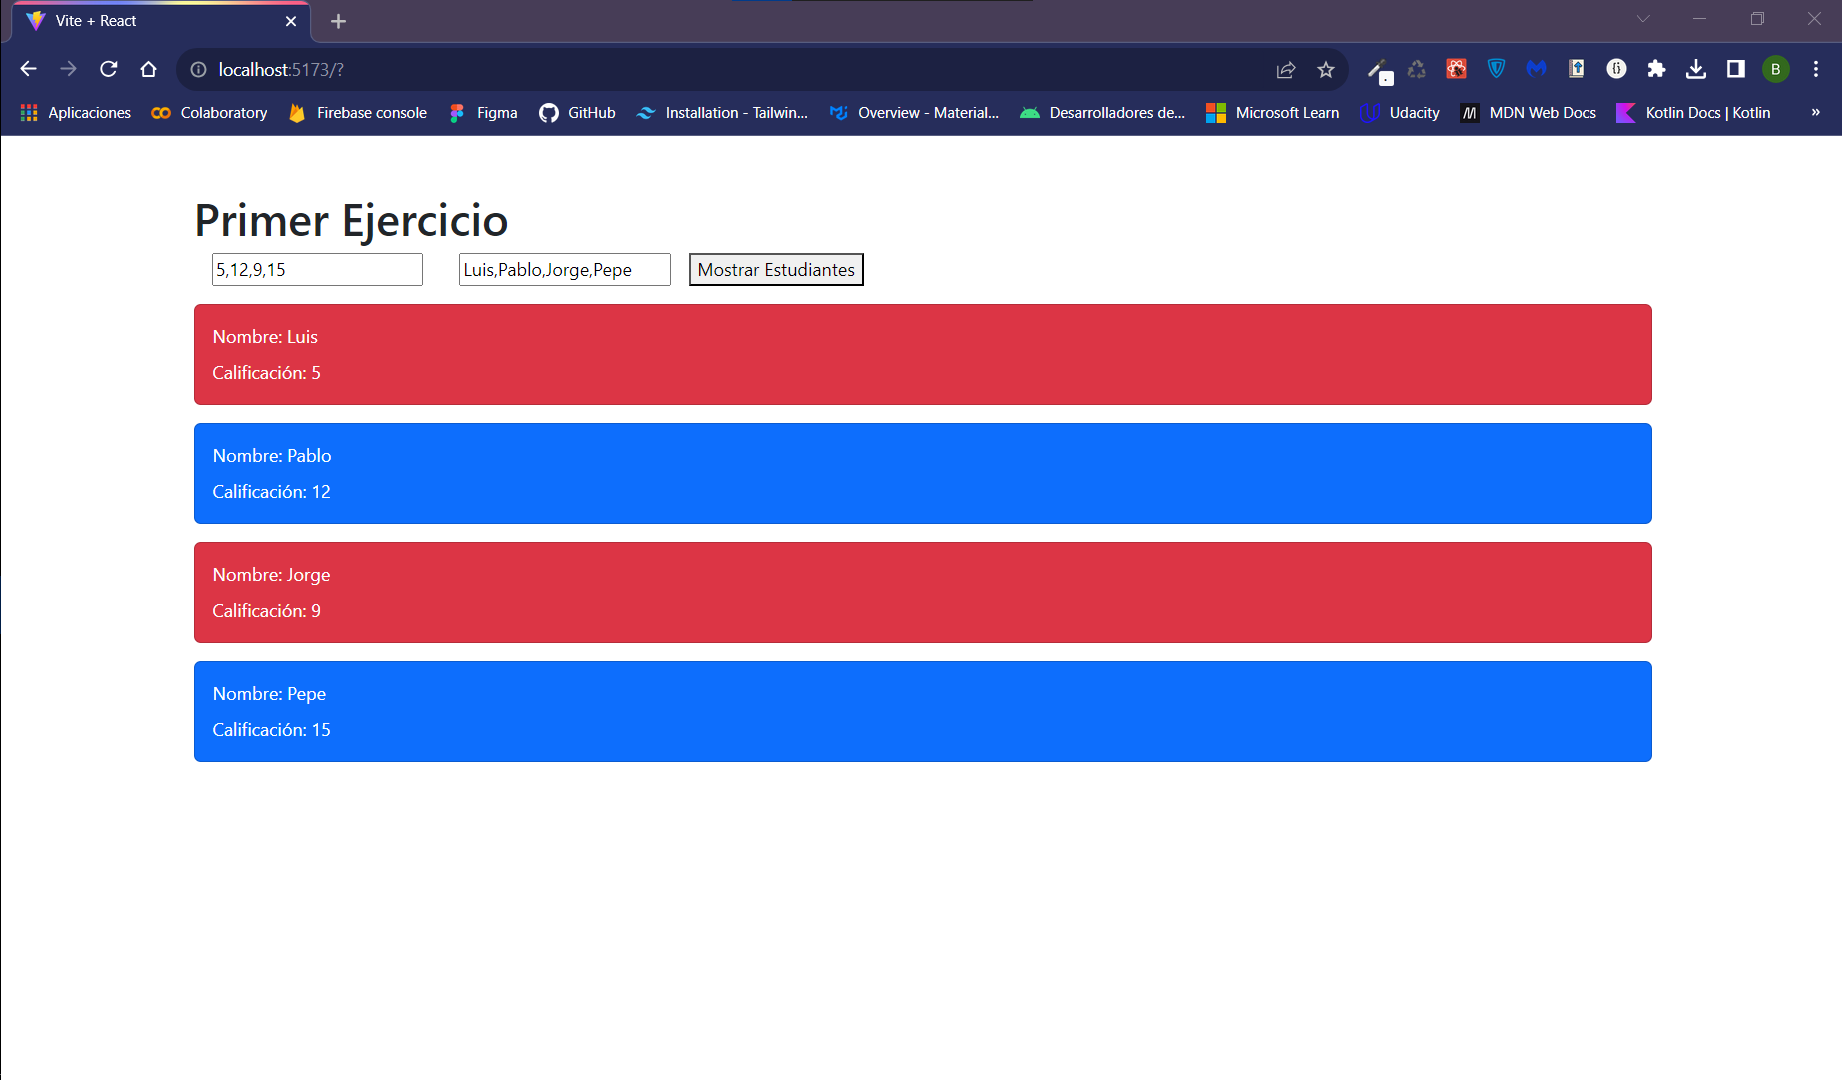 Vite + React
localhost:5173/?
B
Aplicaciones Colaboratory Firebase console Figma GitHub Installation - Tailwin... Overview - Material... Desarrolladores de... Microsoft Learn Udacity MDN Web Docs Kotlin Docs | Kotlin »
Primer Ejercicio
5,12,9,15 Luis,Pablo,Jorge,Pepe Mostrar Estudiantes
Nombre: Luis
Calificación: 5
Nombre: Pablo
Calificación: 12
Nombre: Jorge
Calificación: 9
Nombre: Pepe
Calificación: 15